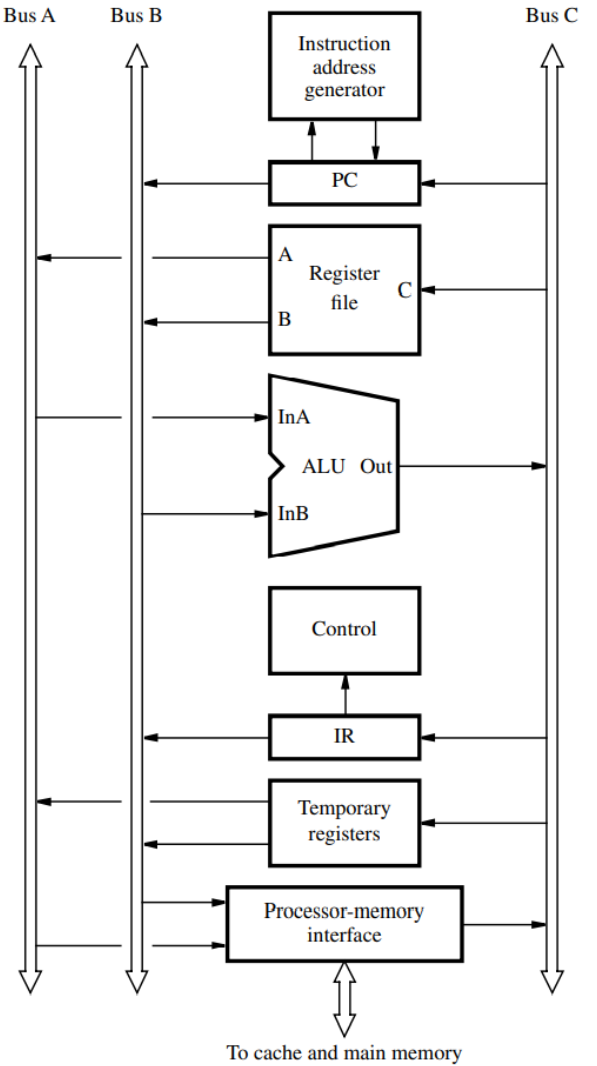 Bus A
Bus B
Bus C
Instruction
address
generator
PC
A
Register
file
C
B
InA
ALU Out
InB
Control
IR
Temporary
registers
Processor-memory
interface
To cache and main memory